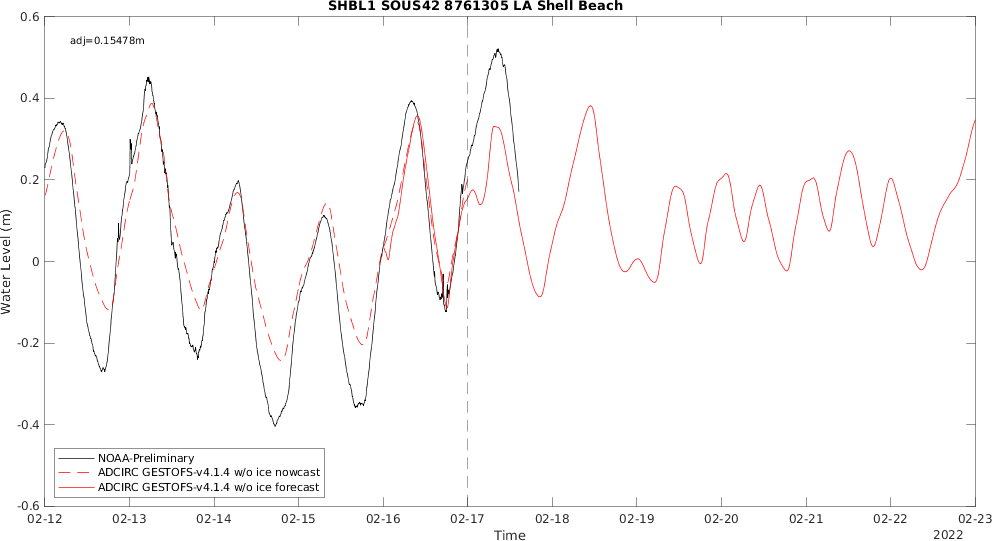 SHBL1 SOUS42 8761305 LA Shell Beach
adj=0.15478m
0.6
0.4
0.2
0
-0.2
-0.4
-0.6
Water Level (m)
NOAA-Preliminary
ADCIRC GESTOFS-v4.1.4 w/o ice nowcast
ADCIRC GESTOFS-v4.1.4 w/o ice forecast
02-12 02-13 02-14 02-15 02-16 02-17 02-18 02-19 02-20 02-21 02-22 02-23
Time
2022